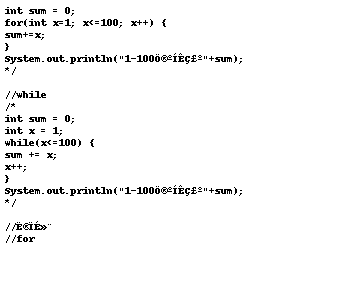 int sum = 0;
for(int x=1; x<=100; x++) {
sum+=x;
}
System.out.println("1-100Ö®ºÍÊÇ£º"+sum);
*/
//while
/*
int sum = 0;
int x = 1;
while(x<=100) {
sum += x;
x++;
}
System.out.println("1-100Ö®ºÍÊÇ£º"+sum);
*/
//Ë®ÏÉ»¨
//for